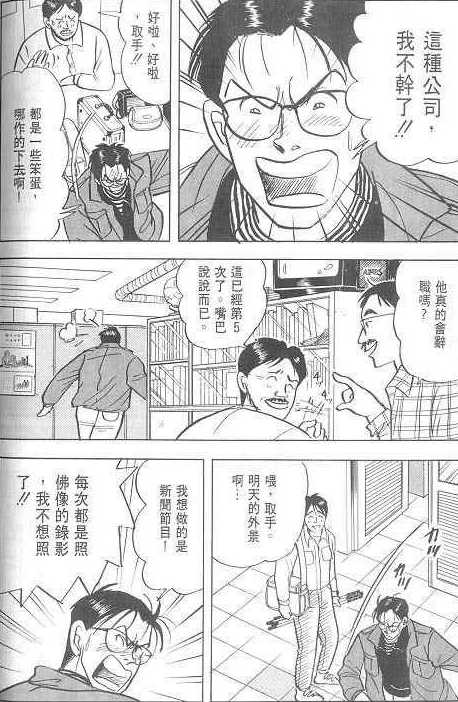 這種公司，
我不幹了!!
好啦、好啦
，取手!!
都是一些笨蛋，
哪作的下去啊！
他真的會辭
職嗎？
這已經第5
次了。嘴巴
說說而已。
喂，取手。
明天的外景
啊…
我想做的是
新聞節目！
每次都是照
佛像的錄影
，我不想照
了!!